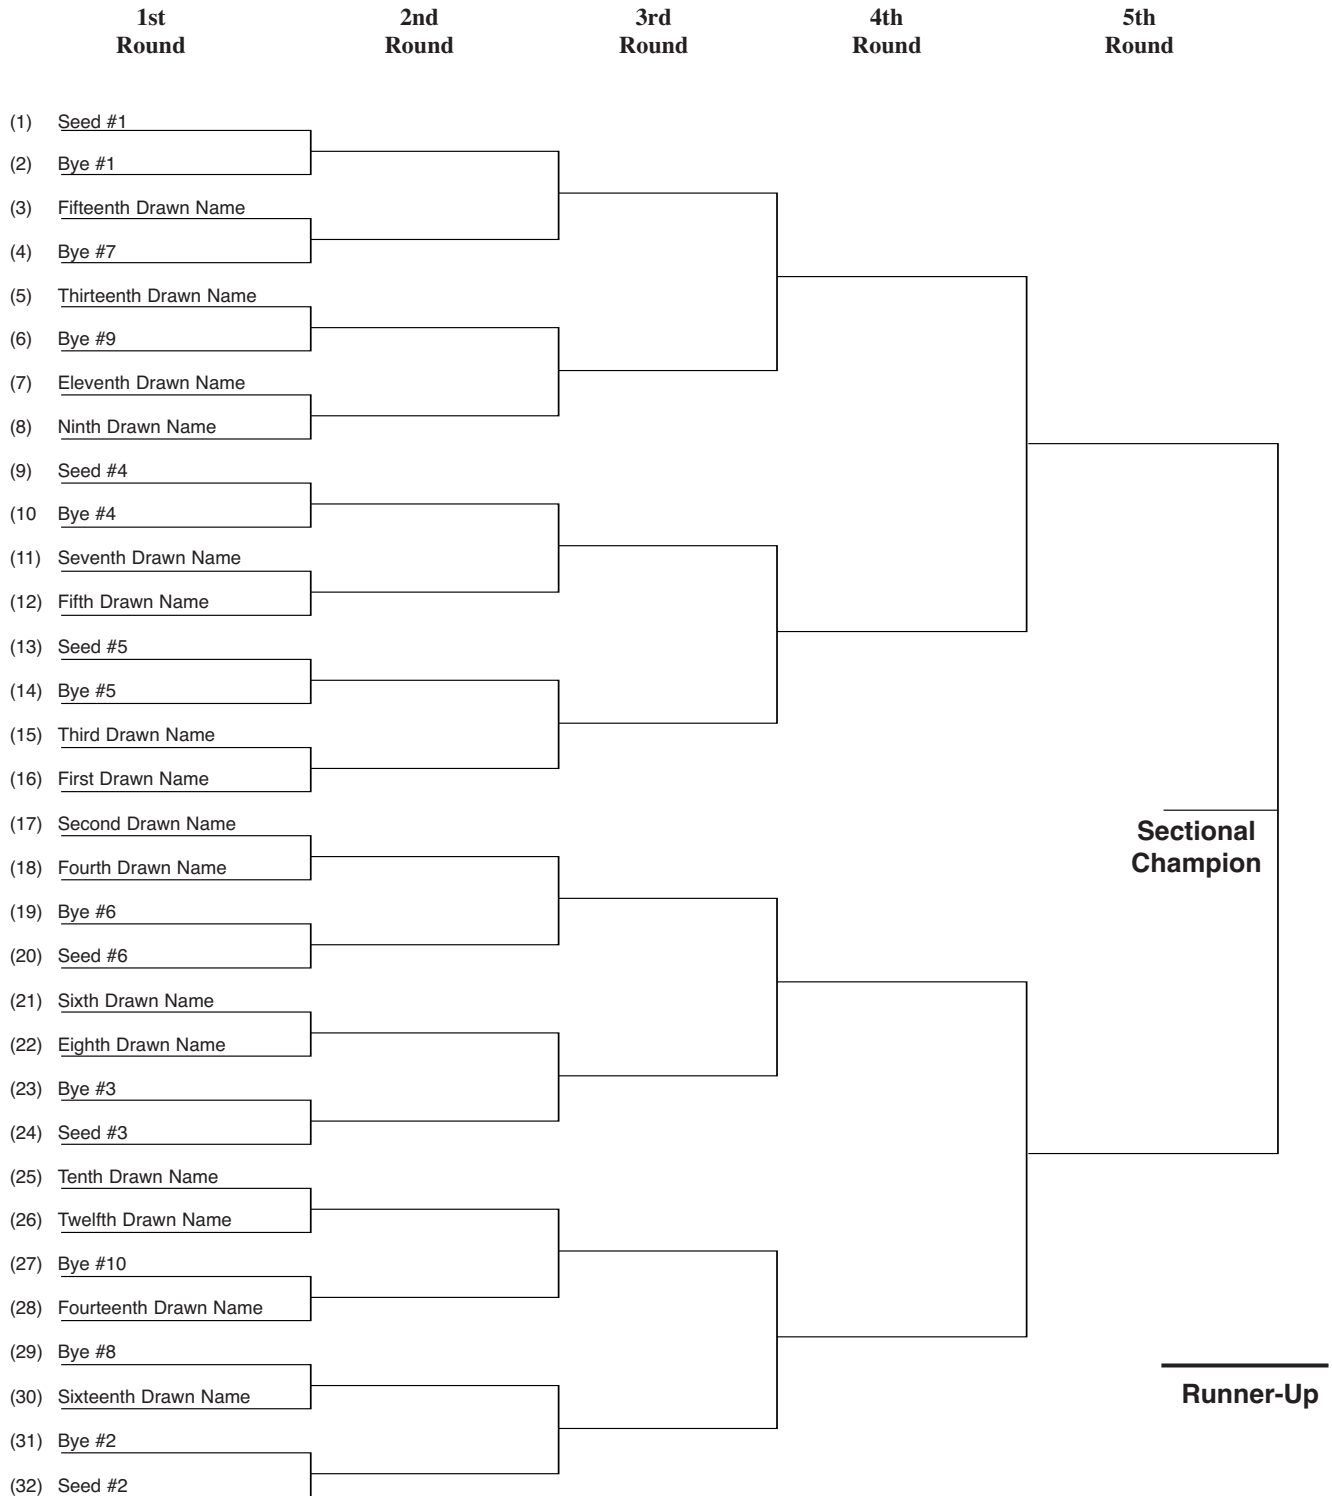 1st 2nd 3rd 4th 5th
Round Round Round Round Round
(1) Seed #1
(2) Bye #1
(3) Fifteenth Drawn Name
(4) Bye #7
(5) Thirteenth Drawn Name
(6) Bye #9
(7) Eleventh Drawn Name
(8) Ninth Drawn Name
(9) Seed #4
(10 Bye #4
(11) Seventh Drawn Name
(12) Fifth Drawn Name
(13) Seed #5
(14) Bye #5
(15) Third Drawn Name
(16) First Drawn Name
(17) Second Drawn Name
Sectional
Champion
(18) Fourth Drawn Name
(19) Bye #6
(20) Seed #6
(21) Sixth Drawn Name
(22) Eighth Drawn Name
(23) Bye #3
(24) Seed #3
(25) Tenth Drawn Name
(26) Twelfth Drawn Name
(27) Bye #10
(28) Fourteenth Drawn Name
(29) Bye #8
(30) Sixteenth Drawn Name
Runner-Up
(31) Bye #2
(32) Seed #2